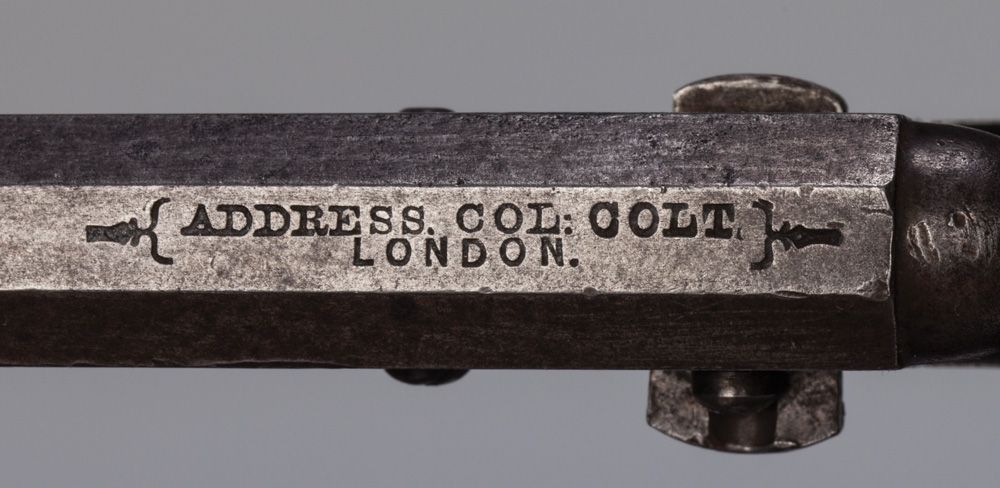 ADDRESS. COL: COLT.
LONDON.